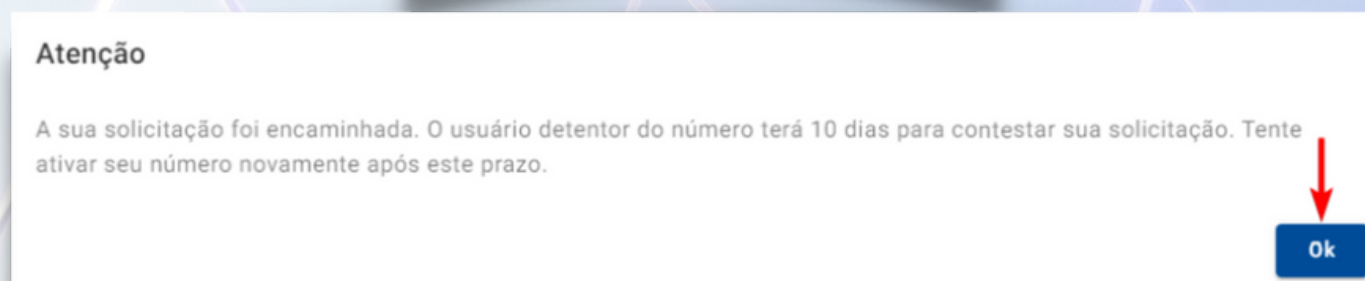 Atenção
A sua solicitação foi encaminhada. O usuário detentor do número terá 10 dias para contestar sua solicitação. Tente
ativar seu número novamente após este prazo.
Ok